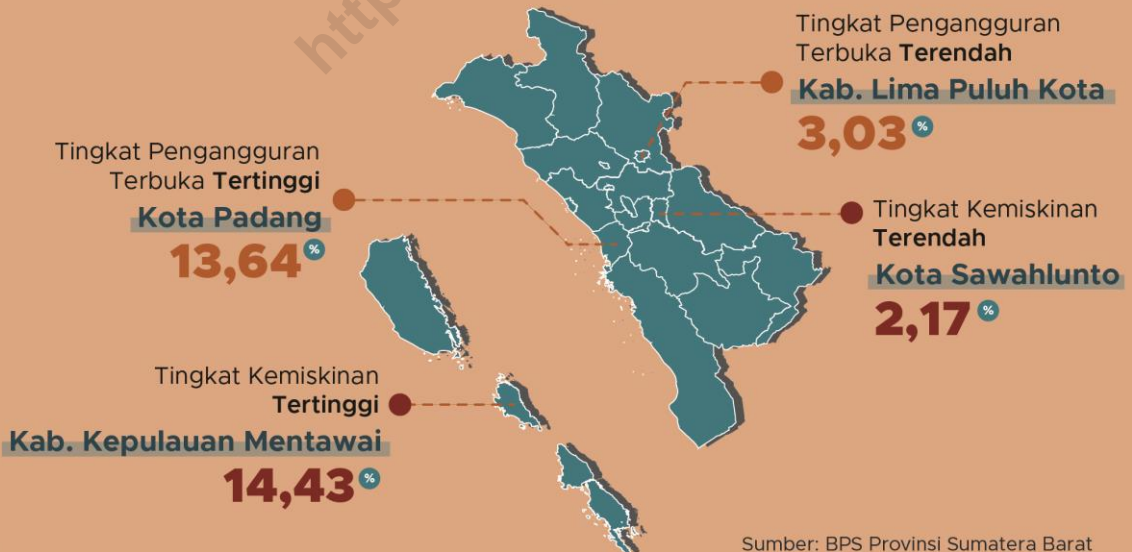 http
Tingkat Pengangguran
Terbuka Terendah
Kab. Lima Puluh Kota
3,03 %
Tingkat Pengangguran
Terbuka Tertinggi
Kota Padang
13,64 %
Tingkat Kemiskinan
Terendah
Kota Sawahlunto
2,17 %
Tingkat Kemiskinan
Tertinggi
Kab. Kepulauan Mentawai
14,43 %
Sumber: BPS Provinsi Sumatera Barat